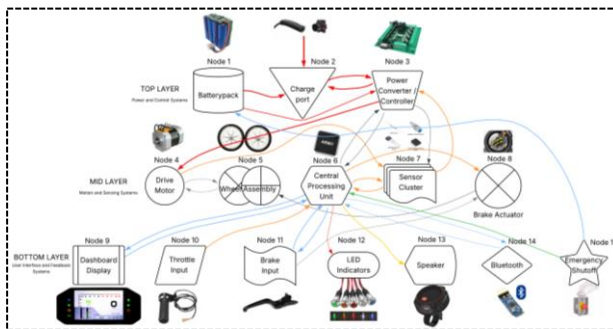 Node 1
Node 2
Node 3
TOP LAYER
Power and Control Systems
Batterypack
Charge
port
Power
Converter /
Controller
Node 4
Node 5
Node 6
Node 7
Node 8
MID LAYER
Motion and Sensing Systems
Drive
Motor
Wheel Assembly
Central
Processing
Unit
Sensor
Cluster
Brake Actuator
Node 9
Node 10
Node 11
Node 12
Node 13
Node 14
Node 1
BOTTOM LAYER
User Interface and Feedback
Systems
Dashboard
Display
Throttle
Input
Brake
Input
LED
Indicators
Speaker
Bluetooth
Emergency
Shutoff